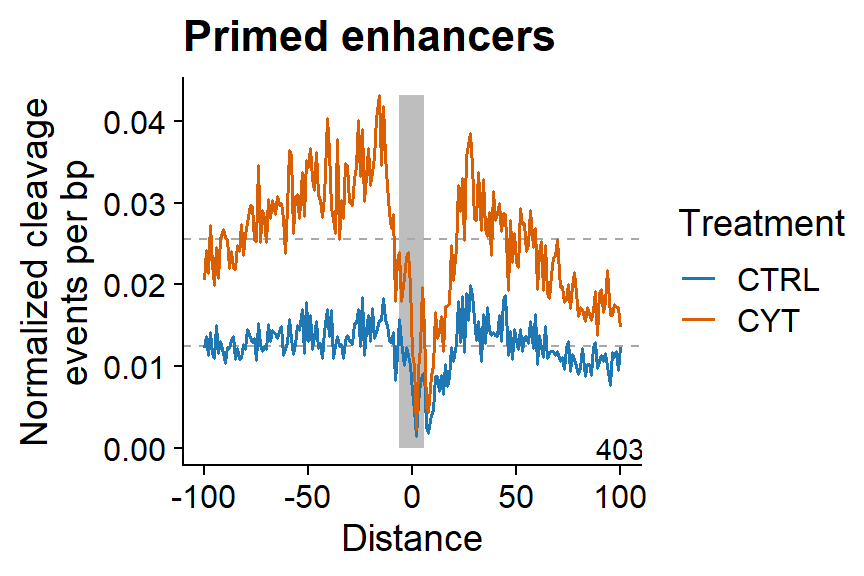 Primed enhancers
Normalized cleavage
events per bp
0.04
0.03
0.02
0.01
0.00
403
-100
-50
0
50
100
Distance
Treatment
CTRL
CYT